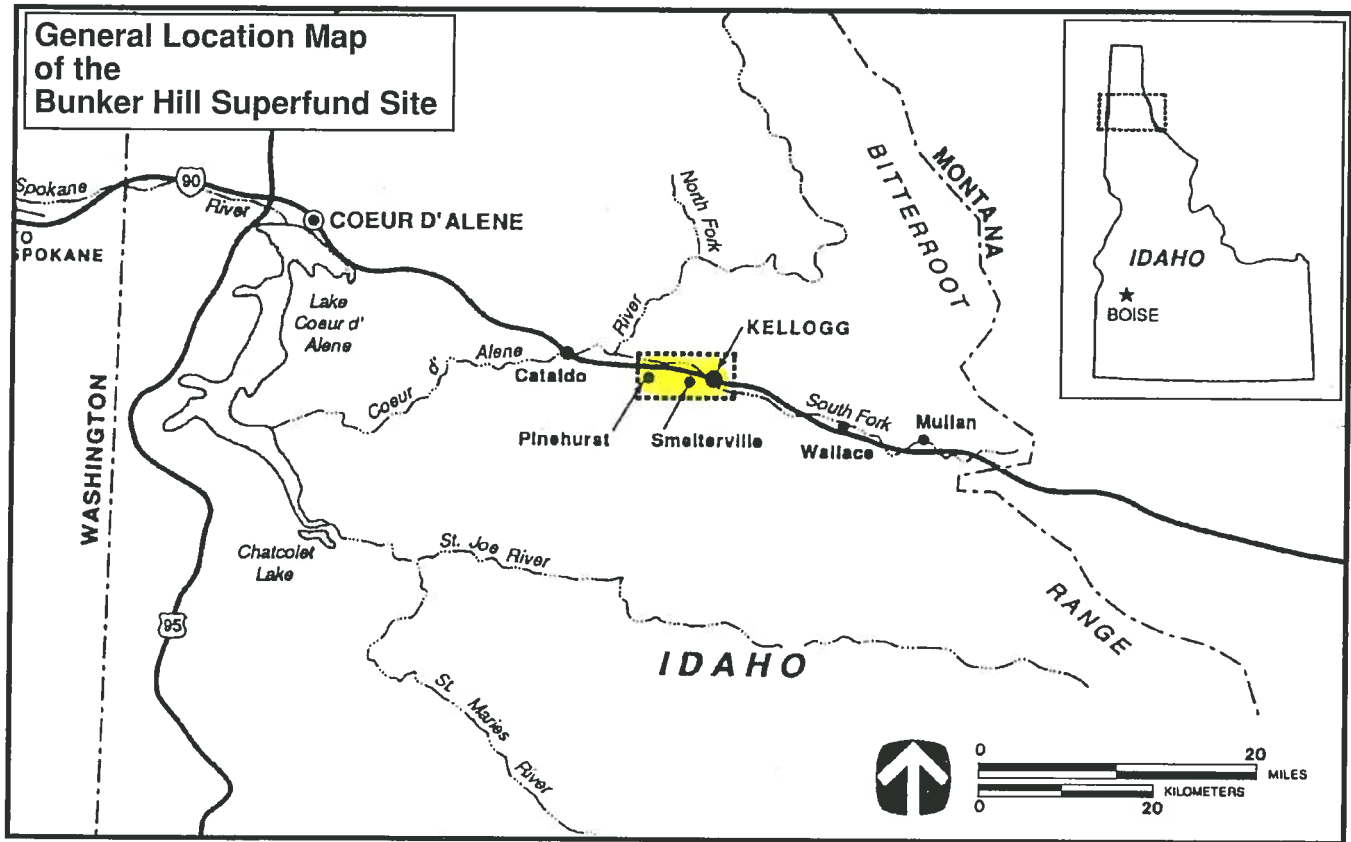 General Location Map
of the
Bunker Hill Superfund Site
Spokane
90
River
COEUR D'ALENE
SPOKANE
Lake
Coeur d'
Alene
WASHINGTON
95
Chatcolet
Lake
Coeur d' Alene River
North Fork
Cataldo
KELLOGG
Pinehurst
Smelterville
South Fork
Wallace
Mullan
MONTANA
BITTERROOT
RANGE
St. Joe River
IDAHO
St. Maries
River
IDAHO
BOISE
0 20
MILES
KILOMETERS
0 20